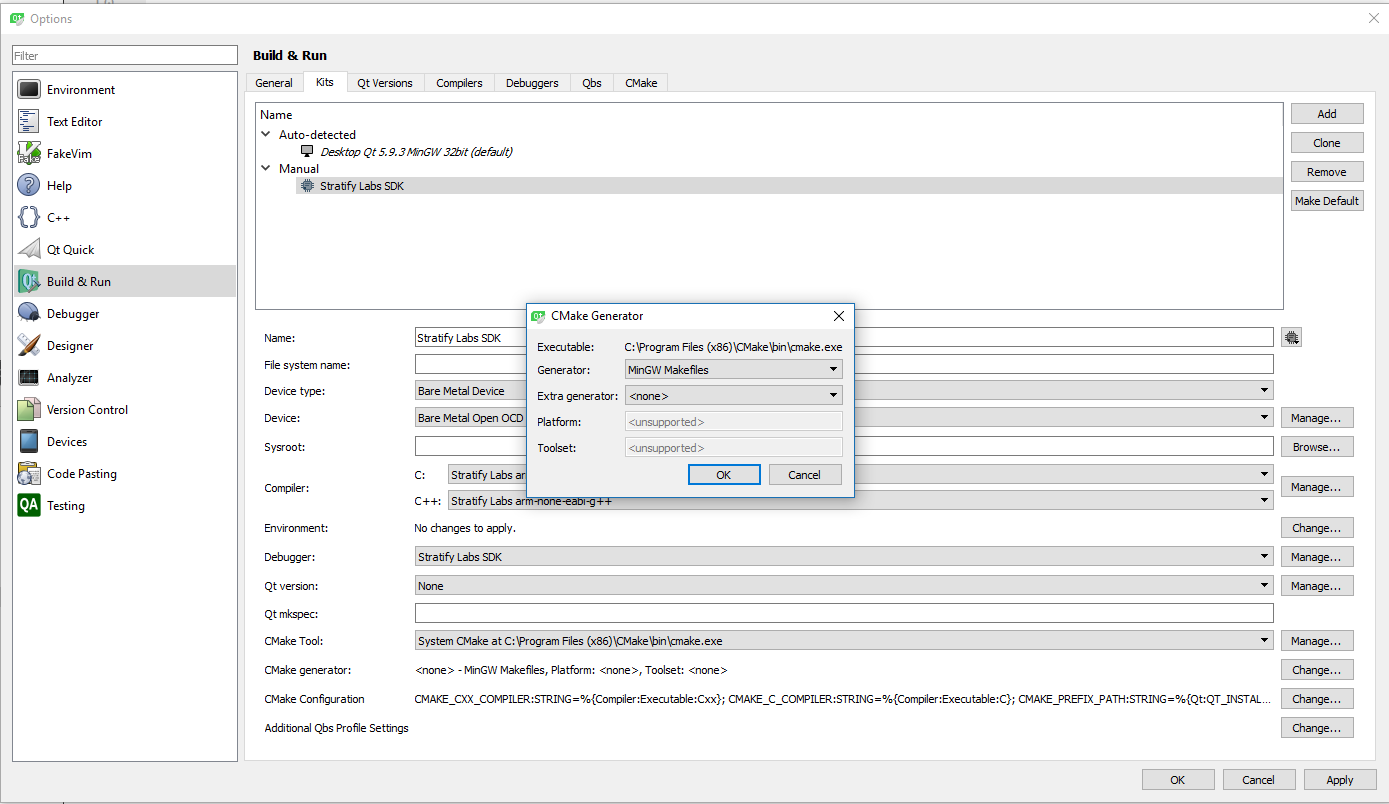 Options
Filter
Environment
Text Editor
FakeVim
Help
C++
Qt Quick
Build & Run
Debugger
Designer
Analyzer
Version Control
Devices
Code Pasting
Testing
Build & Run
General Kits Qt Versions Compilers Debuggers Qbs CMake
Name
Auto-detected
Desktop Qt 5.9.3 MinGW 32bit (default)
Manual
Stratify Labs SDK
Add
Clone
Remove
Make Default
CMake Generator
Executable: C:\Program Files (x86)\CMake\bin\cmake.exe
Generator: MinGW Makefiles
Extra generator: <none>
Platform: <unsupported>
Toolset: <unsupported>
OK Cancel
Name: Stratify Labs SDK
File system name:
Device type: Bare Metal Device
Device: Bare Metal Open OCD Manage...
Sysroot: Browse...
Compiler: C: Stratify Labs ar Manage...
C++: Stratify Labs arm-none-eabi-g++
Environment: No changes to apply. Change...
Debugger: Stratify Labs SDK Manage...
Qt version: None Manage...
Qt mkspec:
CMake Tool: System CMake at C:\Program Files (x86)\CMake\bin\cmake.exe Manage...
CMake generator: <none> - MinGW Makefiles, Platform: <none>, Toolset: <none> Change...
CMake Configuration CMAKE_CXX_COMPILER:STRING=%{Compiler:Executable:Cxx}; CMAKE_C_COMPILER:STRING=%{Compiler:Executable:C}; CMAKE_PREFIX_PATH:STRING=%{Qt:QT_INSTAL... Change...
Additional Qbs Profile Settings Change...
OK Cancel Apply